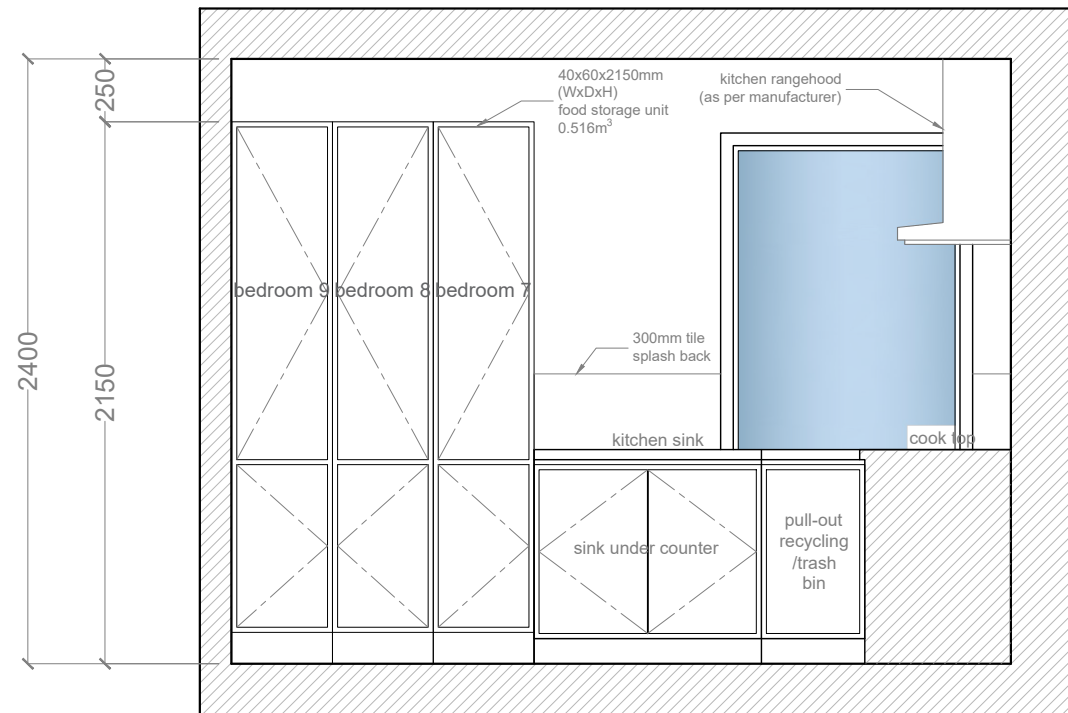 250
2150
2400
40x60x2150mm
(WxDxH)
food storage unit
0.516m³
kitchen rangehood
(as per manufacturer)
bedroom 9
bedroom 8
bedroom 7
300mm tile
splash back
kitchen sink
cook top
sink under counter
pull-out
recycling
/trash
bin